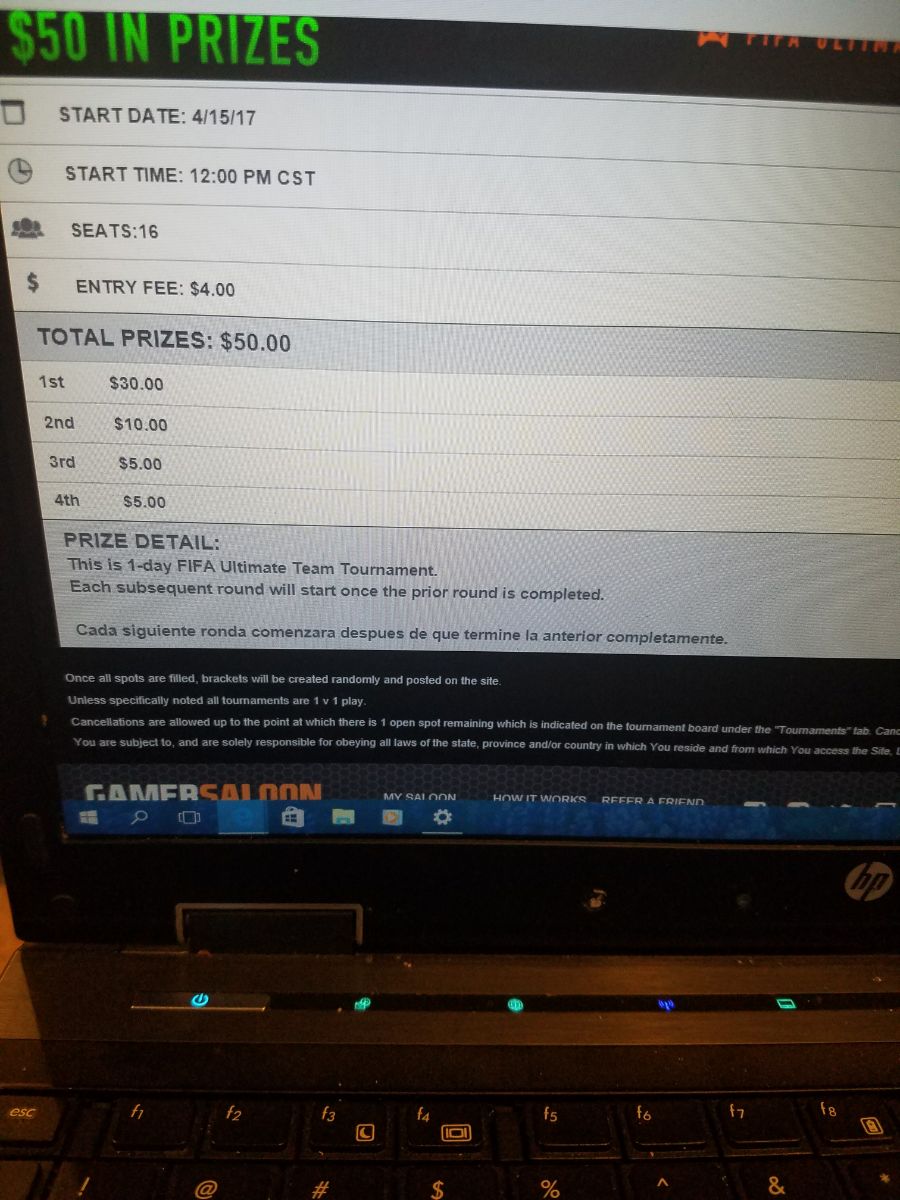 $50 IN PRIZES
FIFA ULTIMA
START DATE: 4/15/17
START TIME: 12:00 PM CST
SEATS:16
$ ENTRY FEE: $4.00
TOTAL PRIZES: $50.00
1st $30.00
2nd $10.00
3rd $5.00
4th $5.00
PRIZE DETAIL:
This is 1-day FIFA Ultimate Team Tournament.
Each subsequent round will start once the prior round is completed.
Cada siguiente ronda comenzara despues de que termine la anterior completamente.
Once all spots are filled, brackets will be created randomly and posted on the site.
Unless specifically noted all tournaments are 1 v 1 play.
Cancellations are allowed up to the point at which there is 1 open spot remaining which is indicated on the tournament board under the "Tournaments" tab. Canc
You are subject to, and are solely responsible for obeying all laws of the state, province and/or country in which You reside and from which You access the Site,
GAMERSALOON MY SALOON HOW IT WORKS REFER A FRIEND
hp
esc f1 f2 f3 f4 f5 f6 f7 f8
! @ # $ % ^ & *